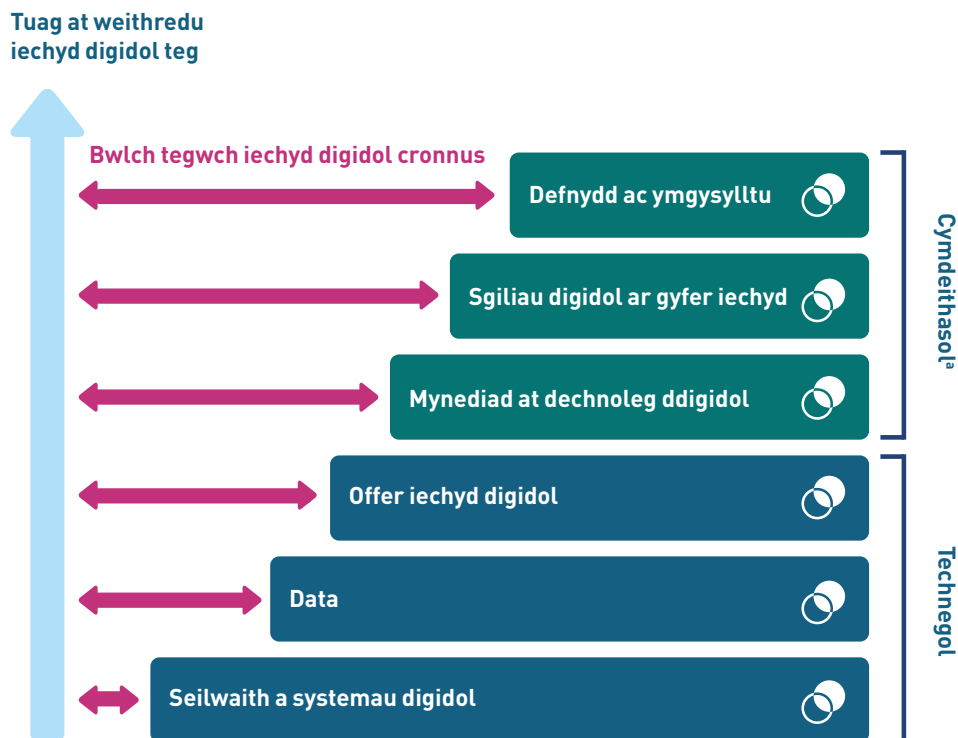 Tuag at weithredu
iechyd digidol teg
Bwlch tegwch iechyd digidol cronnus
Defnydd ac ymgysylltu
Sgiliau digidol ar gyfer iechyd
Mynediad at dechnoleg ddigidol
Cymdeithasolᵃ
Offer iechyd digidol
Data
Seilwaith a systemau digidol
Technegol